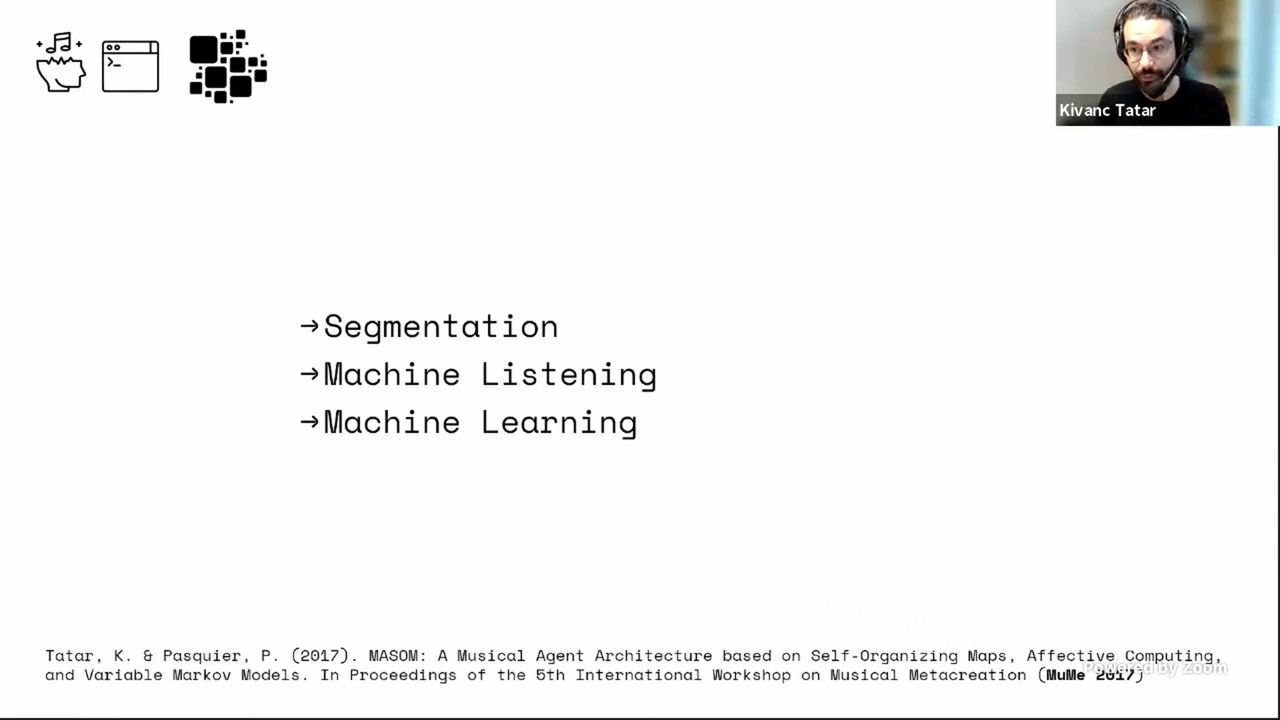 Kivanc Tatar
→Segmentation
→Machine Listening
→Machine Learning
Tatar, K. & Pasquier, P. (2017). MASOM: A Musical Agent Architecture based on Self-Organizing Maps, Affective Computing,
and Variable Markov Models. In Proceedings of the 5th International Workshop on Musical Metacreation (MuMe 2017)
Powered by Zoom